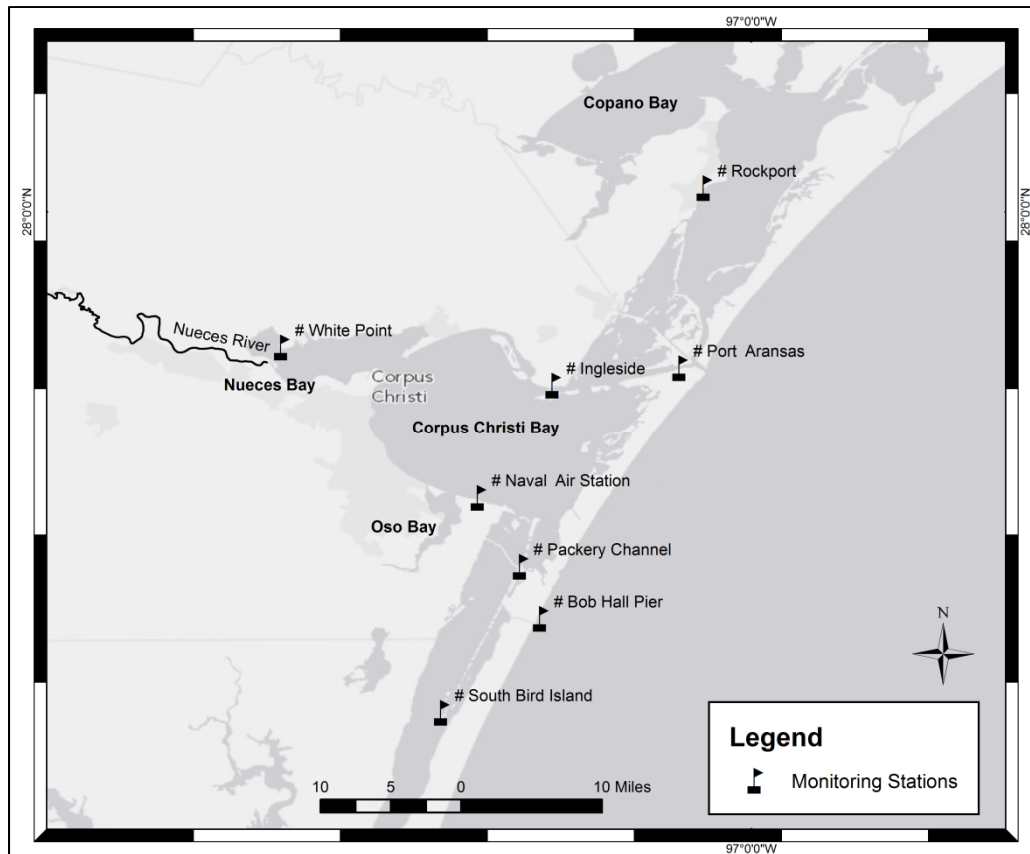 97°0'0"W
Copano Bay
# Rockport
28°0'0"N
28°0'0"N
Nueces River
# White Point
# Port Aransas
# Ingleside
Nueces Bay
Corpus
Christi
Corpus Christi Bay
# Naval Air Station
Oso Bay
# Packery Channel
# Bob Hall Pier
N
# South Bird Island
Legend
Monitoring Stations
10 5 0 10 Miles
97°0'0"W